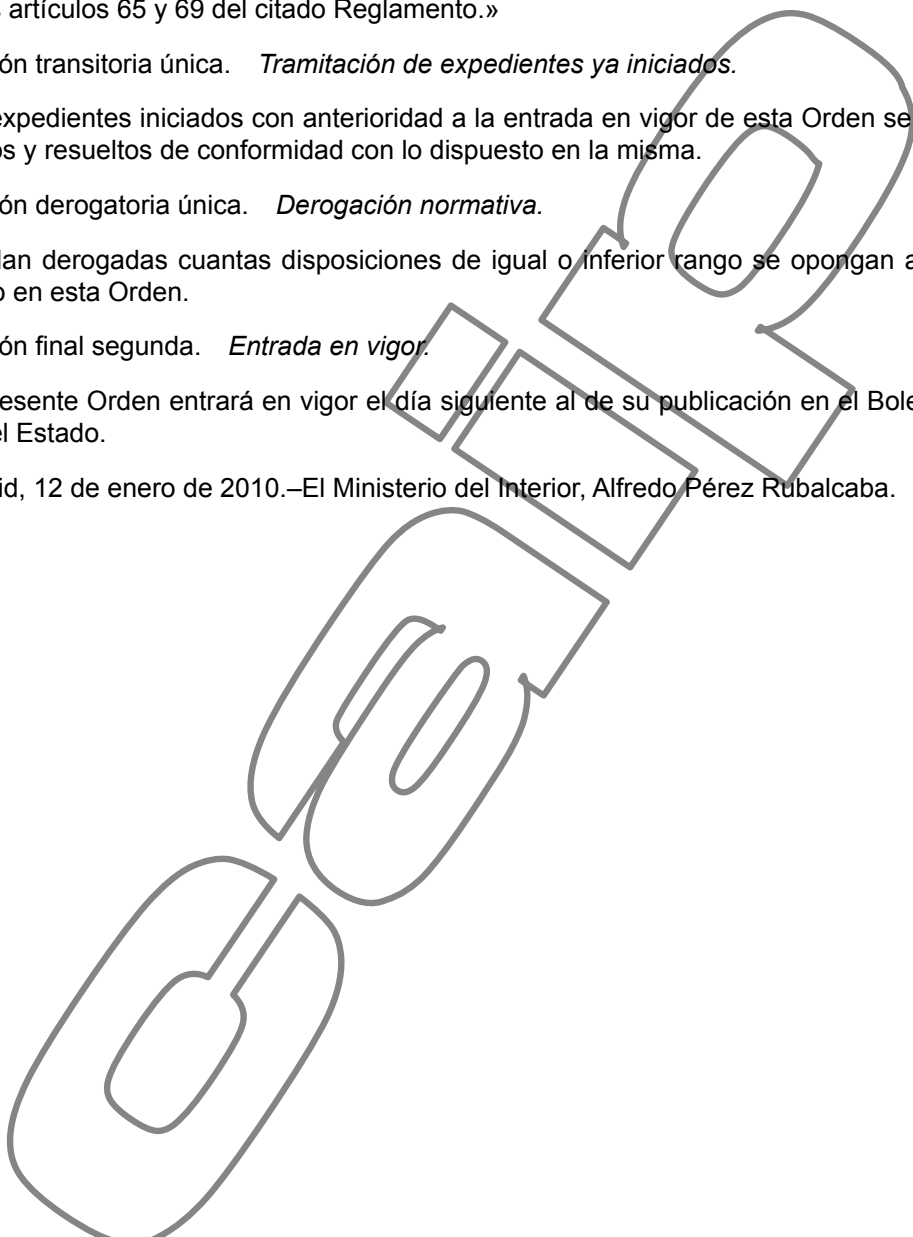 s artículos 65 y 69 del citado Reglamento.»
ón transitoria única. Tramitación de expedientes ya iniciados.
expedientes iniciados con anterioridad a la entrada en vigor de esta Orden se
os y resueltos de conformidad con lo dispuesto en la misma.
ón derogatoria única. Derogación normativa.
dan derogadas cuantas disposiciones de igual o inferior rango se opongan a
o en esta Orden.
ón final segunda. Entrada en vigor.
resente Orden entrará en vigor el día siguiente al de su publicación en el Bole
el Estado.
id, 12 de enero de 2010.–El Ministerio del Interior, Alfredo Pérez Rubalcaba.